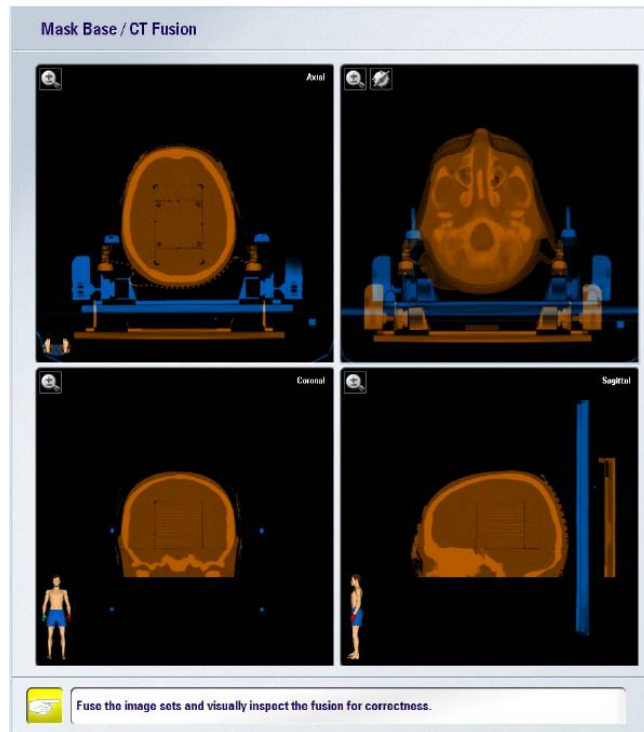 Mask Base / CT Fusion
Axial
Coronal
Sagittal
Fuse the image sets and visually inspect the fusion for correctness.